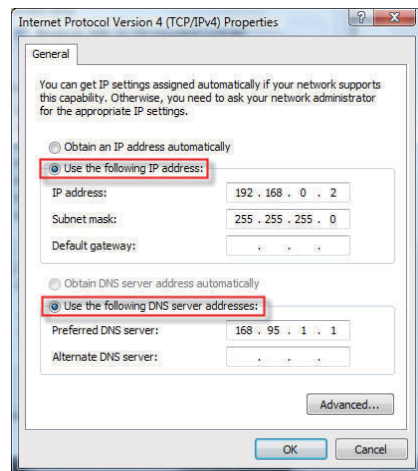 Internet Protocol Version 4 (TCP/IPv4) Properties
General
You can get IP settings assigned automatically if your network supports
this capability. Otherwise, you need to ask your network administrator
for the appropriate IP settings.
Obtain an IP address automatically
Use the following IP address:
IP address: 192 . 168 . 0 . 2
Subnet mask: 255 . 255 . 255 . 0
Default gateway: . . .
Obtain DNS server address automatically
Use the following DNS server addresses:
Preferred DNS server: 168 . 95 . 1 . 1
Alternate DNS server: . . .
Advanced...
OK Cancel